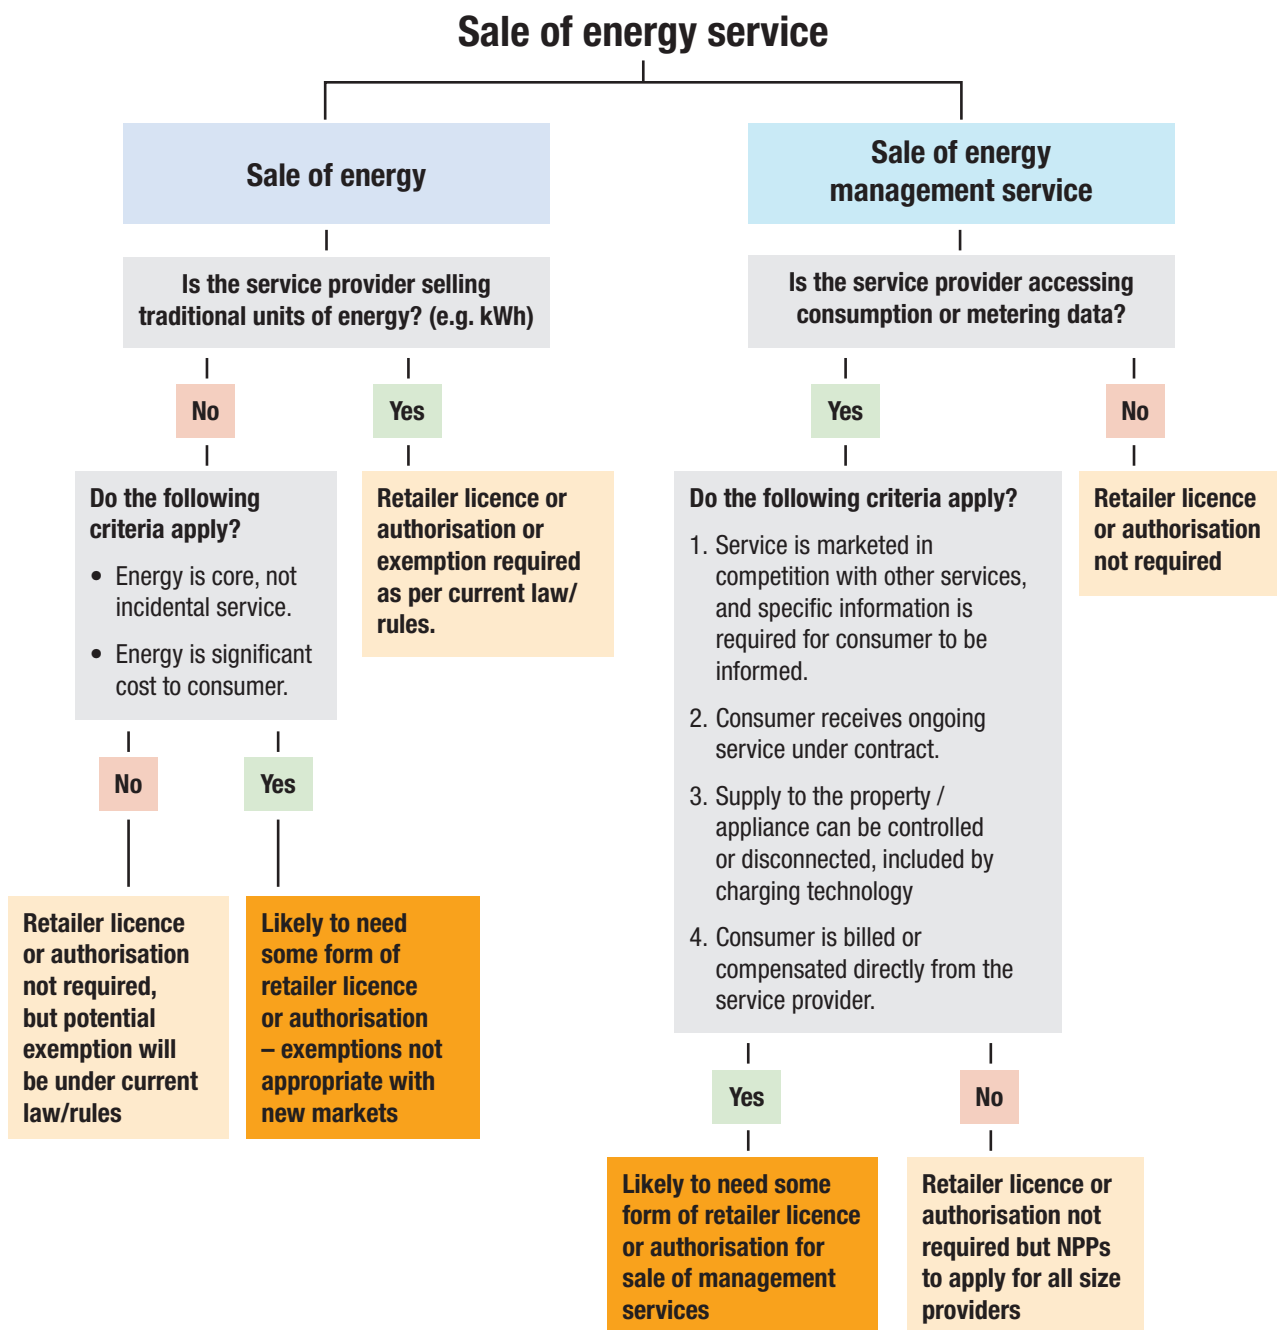 Sale of energy service
Sale of energy
Sale of energy
management service
Is the service provider selling
traditional units of energy? (e.g. kWh)
Is the service provider accessing
consumption or metering data?
No
Yes
Yes
No
Do the following
criteria apply?
• Energy is core, not
incidental service.
• Energy is significant
cost to consumer.
Retailer licence or
authorisation or
exemption required
as per current law/
rules.
Do the following criteria apply?
1. Service is marketed in
competition with other services,
and specific information is
required for consumer to be
informed.
2. Consumer receives ongoing
service under contract.
3. Supply to the property /
appliance can be controlled
or disconnected, included by
charging technology
4. Consumer is billed or
compensated directly from the
service provider.
Retailer licence
or authorisation
not required
No
Yes
Retailer licence
or authorisation
not required,
but potential
exemption will
be under current
law/rules
Likely to need
some form of
retailer licence
or authorisation
– exemptions not
appropriate with
new markets
Yes
No
Likely to need some
form of retailer licence
or authorisation for
sale of management
services
Retailer licence or
authorisation not
required but NPPs
to apply for all size
providers